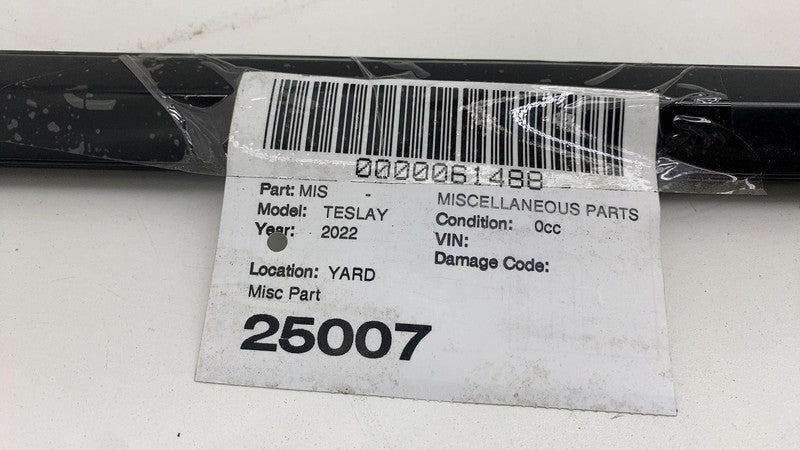 0000061488
Part: MIS - MISCELLANEOUS PARTS
Model: TESLAY Condition: 0cc
Year: 2022 VIN:
Damage Code:
Location: YARD
Misc Part
25007